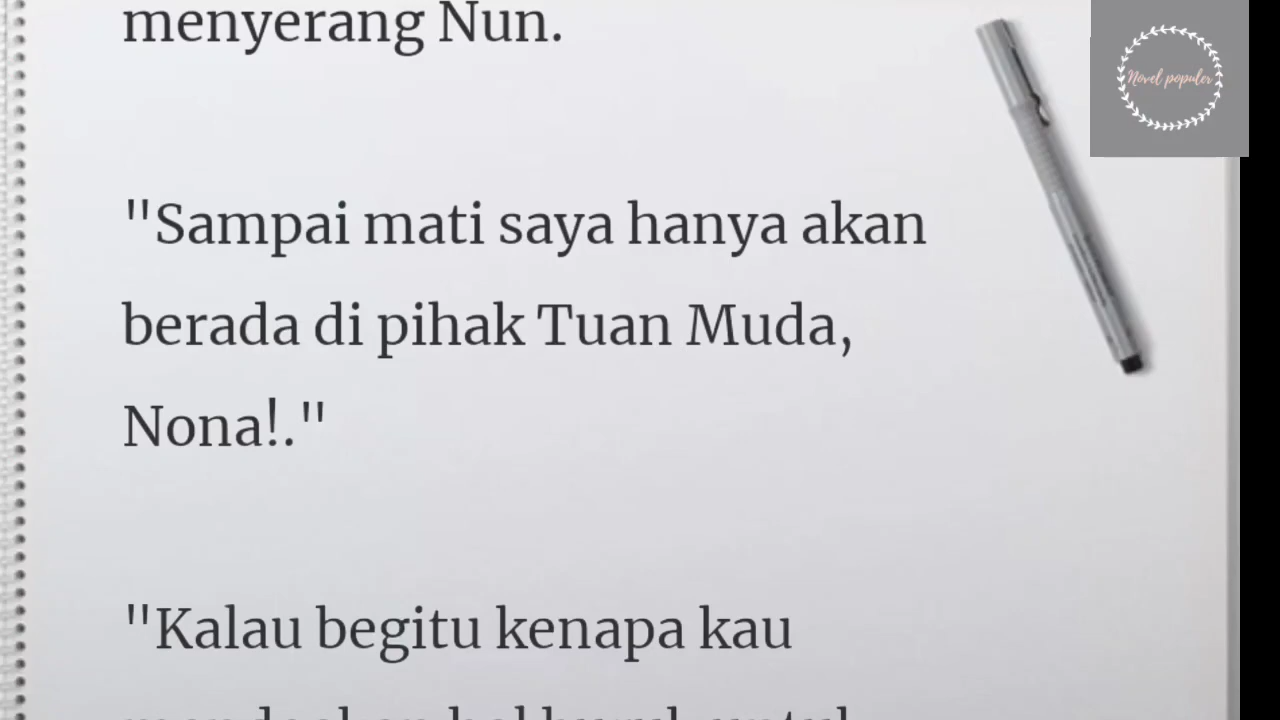 menyerang Nun.
"Sampai mati saya hanya akan
berada di pihak Tuan Muda,
Nona!."
"Kalau begitu kenapa kau
Novel populer